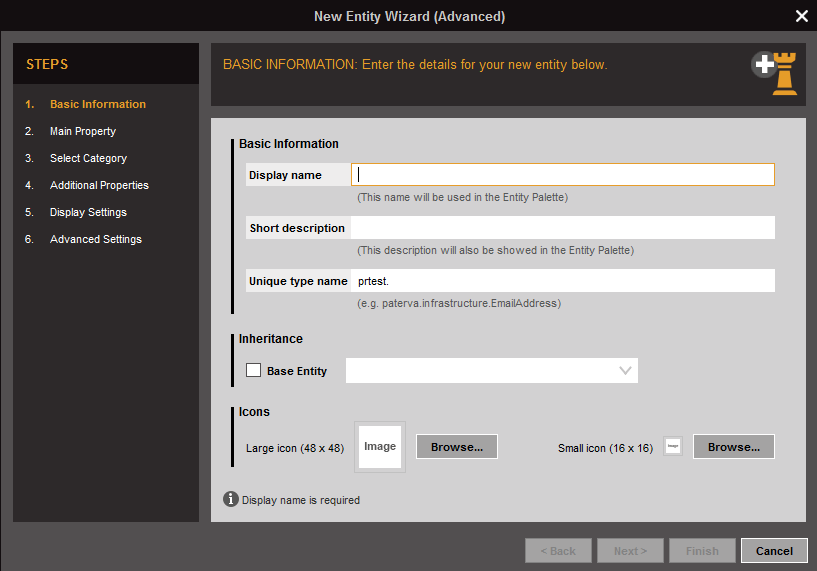 New Entity Wizard (Advanced)
STEPS
1. Basic Information
2. Main Property
3. Select Category
4. Additional Properties
5. Display Settings
6. Advanced Settings
BASIC INFORMATION: Enter the details for your new entity below.
Basic Information
Display name
(This name will be used in the Entity Palette)
Short description
(This description will also be showed in the Entity Palette)
Unique type name prtest.
(e.g. paterva.infrastructure.EmailAddress)
Inheritance
Base Entity
Icons
Large icon (48 x 48) Image Browse... Small icon (16 x 16) Image Browse...
Display name is required
< Back Next > Finish Cancel